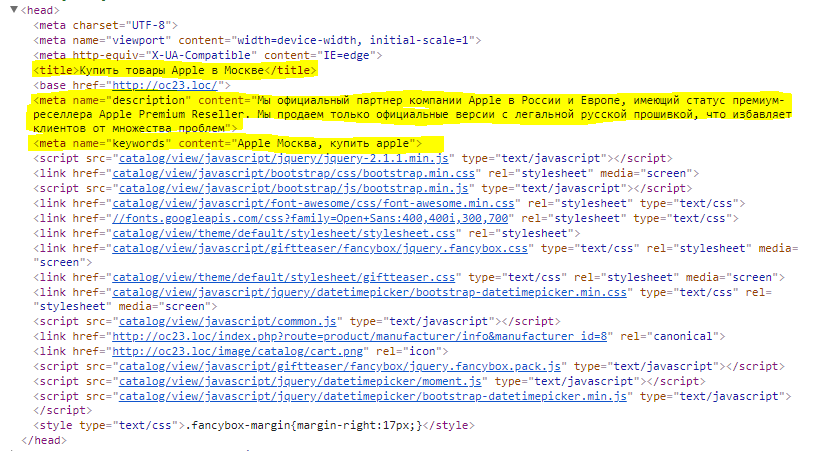 <head>
<meta charset="UTF-8">
<meta name="viewport" content="width=device-width, initial-scale=1">
<meta http-equiv="X-UA-Compatible" content="IE=edge">
<title>Купить товары Apple в Москве</title>
<base href="http://oc23.loc/">
<meta name="description" content="Мы официальный партнер компании Apple в России и Европе, имеющий статус премиум-
реселлера Apple Premium Reseller. Мы продаем только официальные версии с легальной русской прошивкой, что избавляет
клиентов от множества проблем">
<meta name="keywords" content="Apple Москва, купить apple">
<script src="catalog/view/javascript/jquery/jquery-2.1.1.min.js" type="text/javascript"></script>
<link href="catalog/view/javascript/bootstrap/css/bootstrap.min.css" rel="stylesheet" media="screen">
<script src="catalog/view/javascript/bootstrap/js/bootstrap.min.js" type="text/javascript"></script>
<link href="catalog/view/javascript/font-awesome/css/font-awesome.min.css" rel="stylesheet" type="text/css">
<link href="//fonts.googleapis.com/css?family=Open+Sans:400,400i,300,700" rel="stylesheet" type="text/css">
<link href="catalog/view/theme/default/stylesheet/stylesheet.css" rel="stylesheet">
<link href="catalog/view/javascript/giftteaser/fancybox/jquery.fancybox.css" type="text/css" rel="stylesheet" media=
"screen">
<link href="catalog/view/theme/default/stylesheet/giftteaser.css" type="text/css" rel="stylesheet" media="screen">
<link href="catalog/view/javascript/jquery/datetimepicker/bootstrap-datetimepicker.min.css" type="text/css" rel=
"stylesheet" media="screen">
<script src="catalog/view/javascript/common.js" type="text/javascript"></script>
<link href="http://oc23.loc/index.php?route=product/manufacturer/info&manufacturer_id=8" rel="canonical">
<link href="http://oc23.loc/image/catalog/cart.png" rel="icon">
<script src="catalog/view/javascript/giftteaser/fancybox/jquery.fancybox.pack.js" type="text/javascript"></script>
<script src="catalog/view/javascript/jquery/datetimepicker/moment.js" type="text/javascript"></script>
<script src="catalog/view/javascript/jquery/datetimepicker/bootstrap-datetimepicker.min.js" type="text/javascript">
</script>
<style type="text/css">.fancybox-margin{margin-right:17px;}</style>
</head>